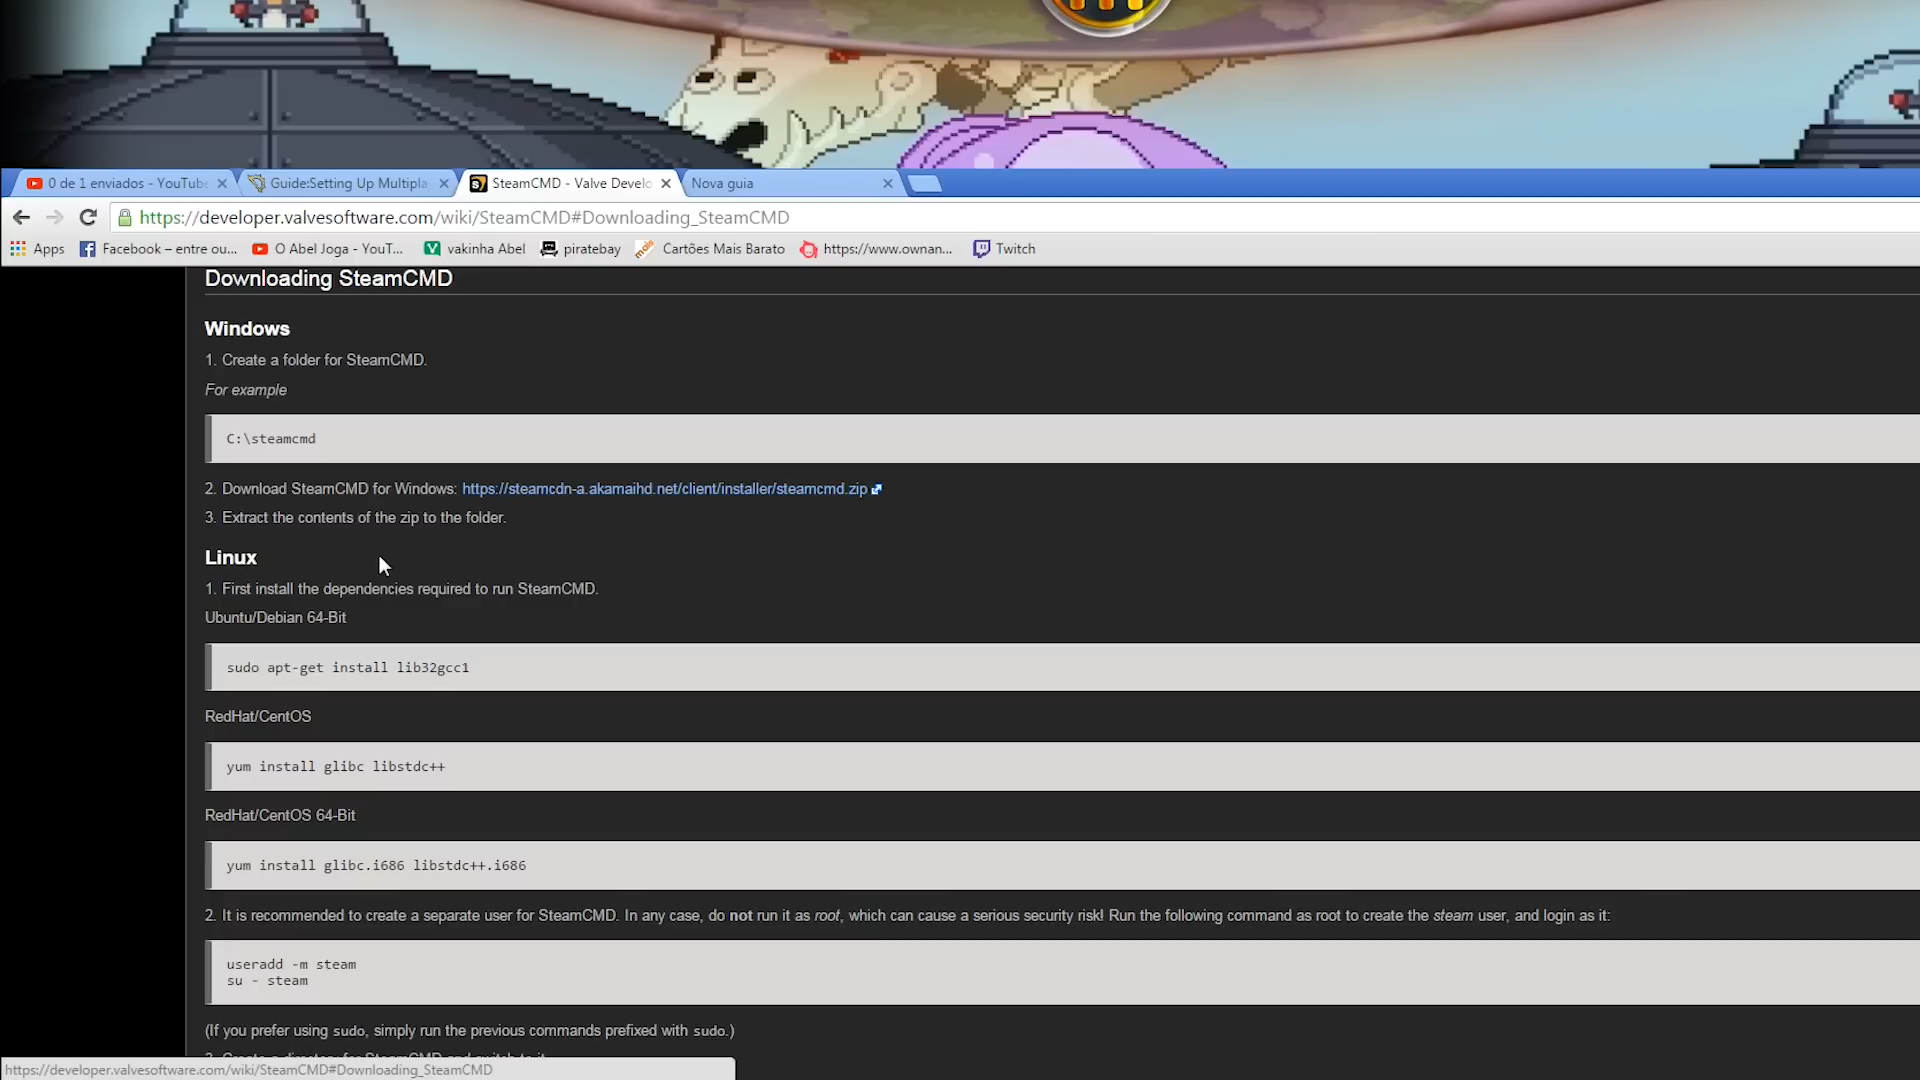 0 de 1 enviados - YouTube
Guide:Setting Up Multipla
SteamCMD - Valve Develo
Nova guia
https://developer.valvesoftware.com/wiki/SteamCMD#Downloading_SteamCMD
Apps
Facebook – entre ou...
O Abel Joga - YouT...
vakinha Abel
piratebay
Cartões Mais Barato
https://www.ownan...
Twitch
Downloading SteamCMD
Windows
1. Create a folder for SteamCMD.
For example
C:\steamcmd
2. Download SteamCMD for Windows: https://steamcdn-a.akamaihd.net/client/installer/steamcmd.zip
3. Extract the contents of the zip to the folder.
Linux
1. First install the dependencies required to run SteamCMD.
Ubuntu/Debian 64-Bit
sudo apt-get install lib32gcc1
RedHat/CentOS
yum install glibc libstdc++
RedHat/CentOS 64-Bit
yum install glibc.i686 libstdc++.i686
2. It is recommended to create a separate user for SteamCMD. In any case, do not run it as root, which can cause a serious security risk! Run the following command as root to create the steam user, and login as it:
useradd -m steam
su - steam
(If you prefer using sudo, simply run the previous commands prefixed with sudo.)
3. Create a directory for SteamCMD and switch to it.
https://developer.valvesoftware.com/wiki/SteamCMD#Downloading_SteamCMD